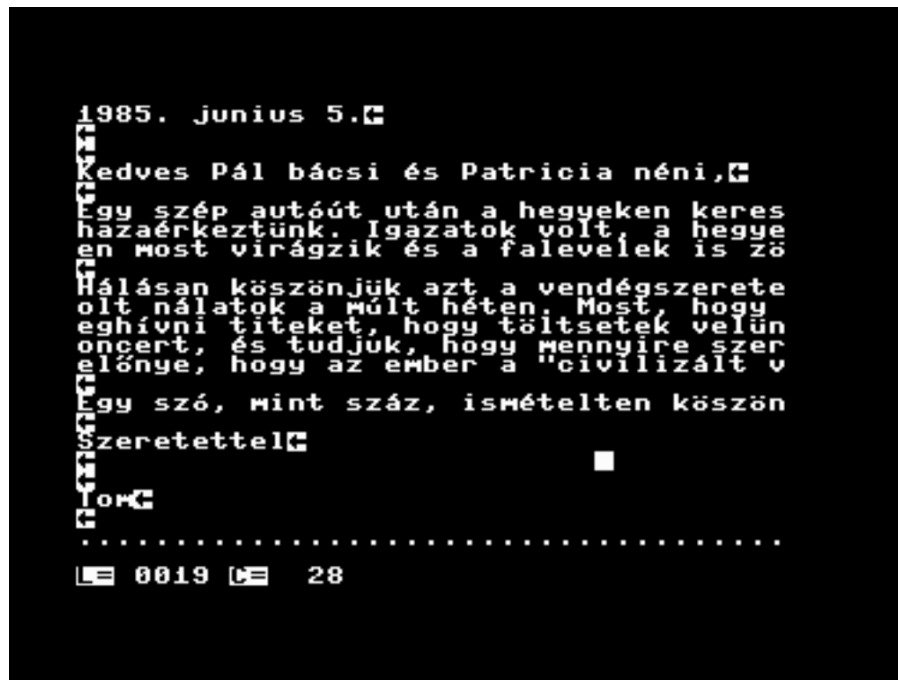 1985. junius 5.
Kedves Pál bácsi és Patricia néni,
Egy szép autóút után a hegyeken keres
hazaérkeztünk. Igazatok volt, a hegye
en most virágzik és a falevelek is zö
Hálásan köszönjük azt a vendégszerete
olt nálatok a múlt héten. Most, hogy
eghívni titeket, hogy töltsetek velün
oncert, és tudjuk, hogy mennyire szer
előnye, hogy az ember a "civilizált v
Egy szó, mint száz, ismételten köszön
Szeretettel
Tom
.....................................
L= 0019 C= 28